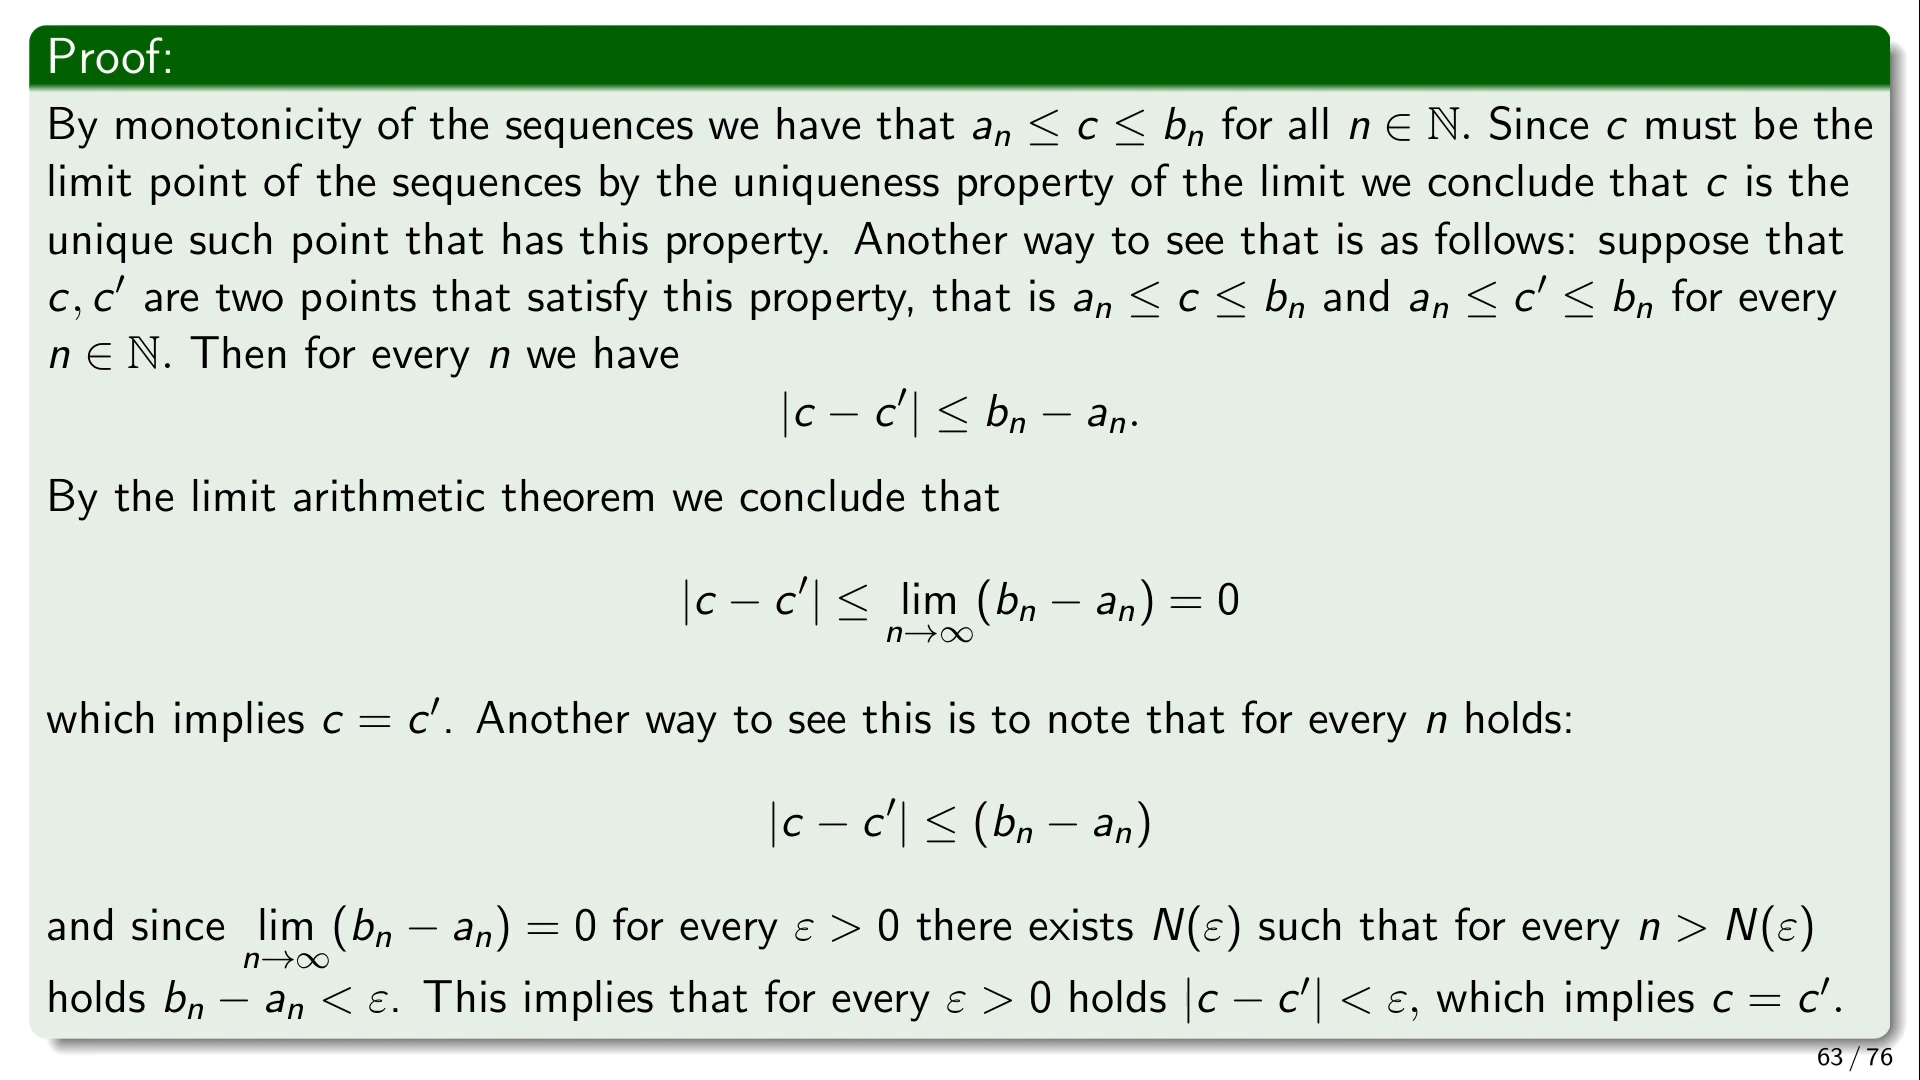 Proof:
By monotonicity of the sequences we have that aₙ ≤ c ≤ bₙ for all n ∈ ℕ. Since c must be the
limit point of the sequences by the uniqueness property of the limit we conclude that c is the
unique such point that has this property. Another way to see that is as follows: suppose that
c, c′ are two points that satisfy this property, that is aₙ ≤ c ≤ bₙ and aₙ ≤ c′ ≤ bₙ for every
n ∈ ℕ. Then for every n we have
|c − c′| ≤ bₙ − aₙ.
By the limit arithmetic theorem we conclude that
|c − c′| ≤ lim_{n→∞} (bₙ − aₙ) = 0
which implies c = c′. Another way to see this is to note that for every n holds:
|c − c′| ≤ (bₙ − aₙ)
and since lim_{n→∞} (bₙ − aₙ) = 0 for every ε > 0 there exists N(ε) such that for every n > N(ε)
holds bₙ − aₙ < ε. This implies that for every ε > 0 holds |c − c′| < ε, which implies c = c′.
63 / 76